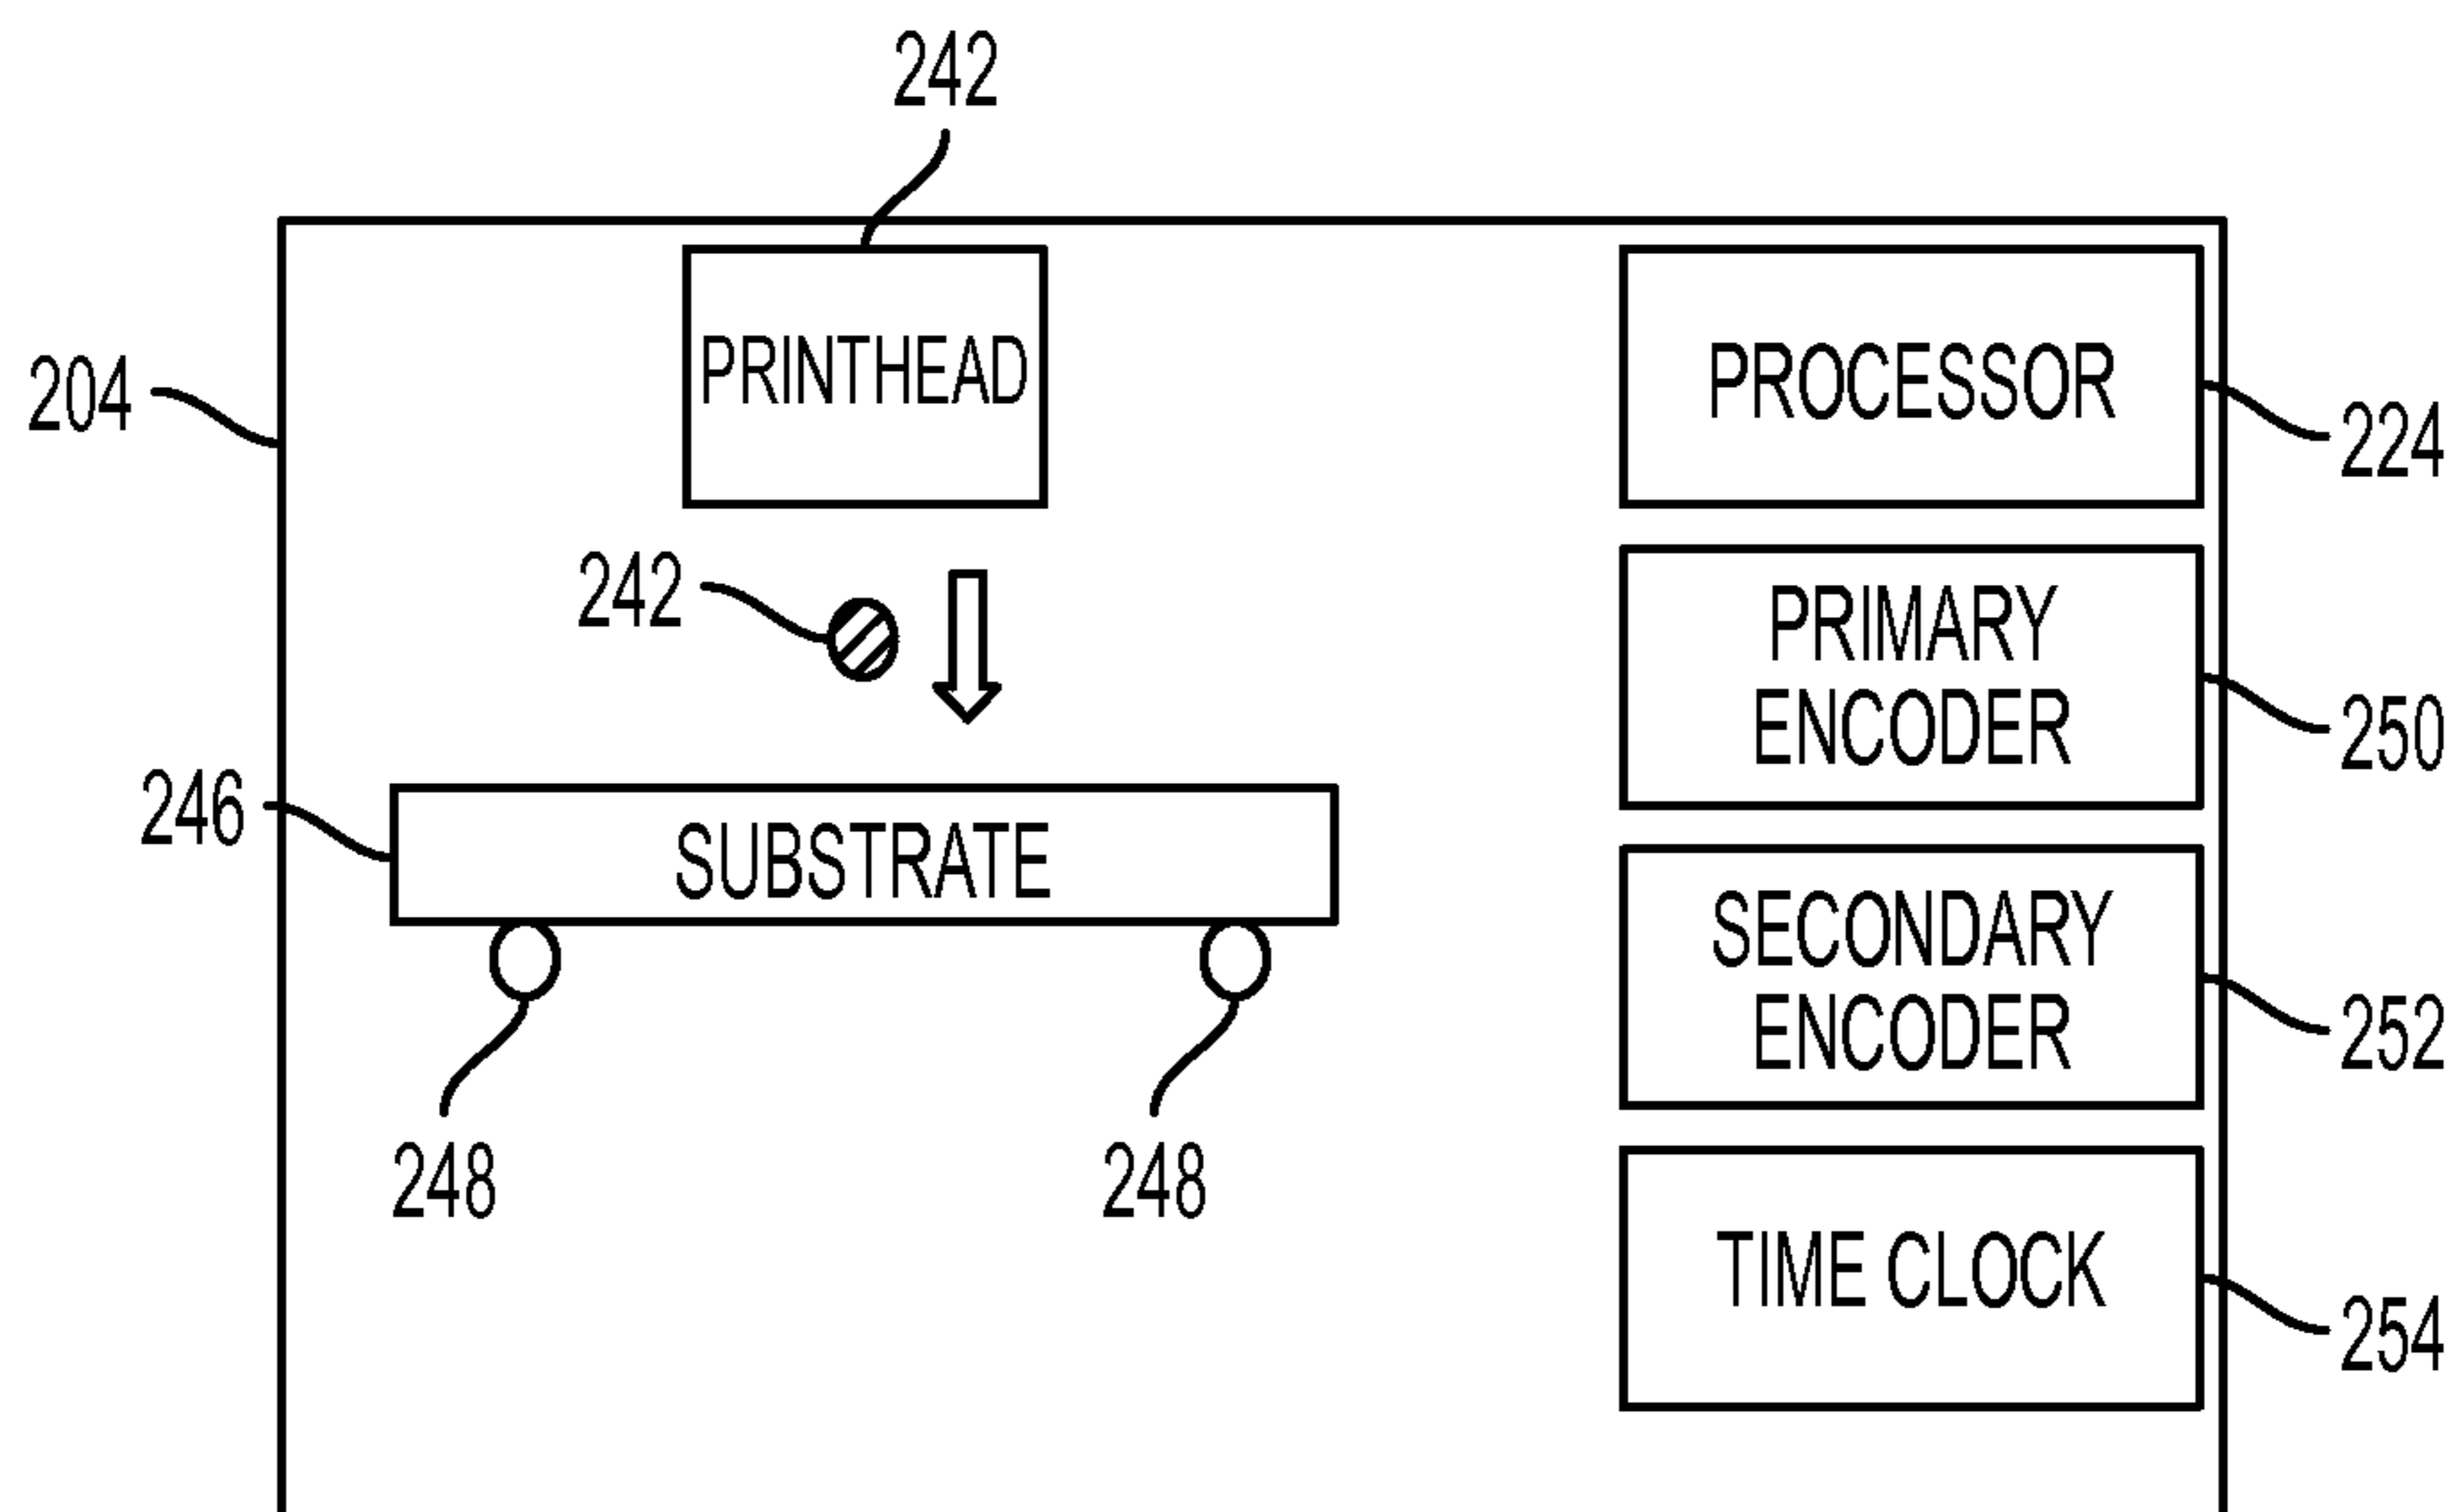 242
PRINTHEAD
PROCESSOR
204
224
242
PRIMARY
ENCODER
250
246
SUBSTRATE
SECONDARY
ENCODER
252
248
248
TIME CLOCK
254